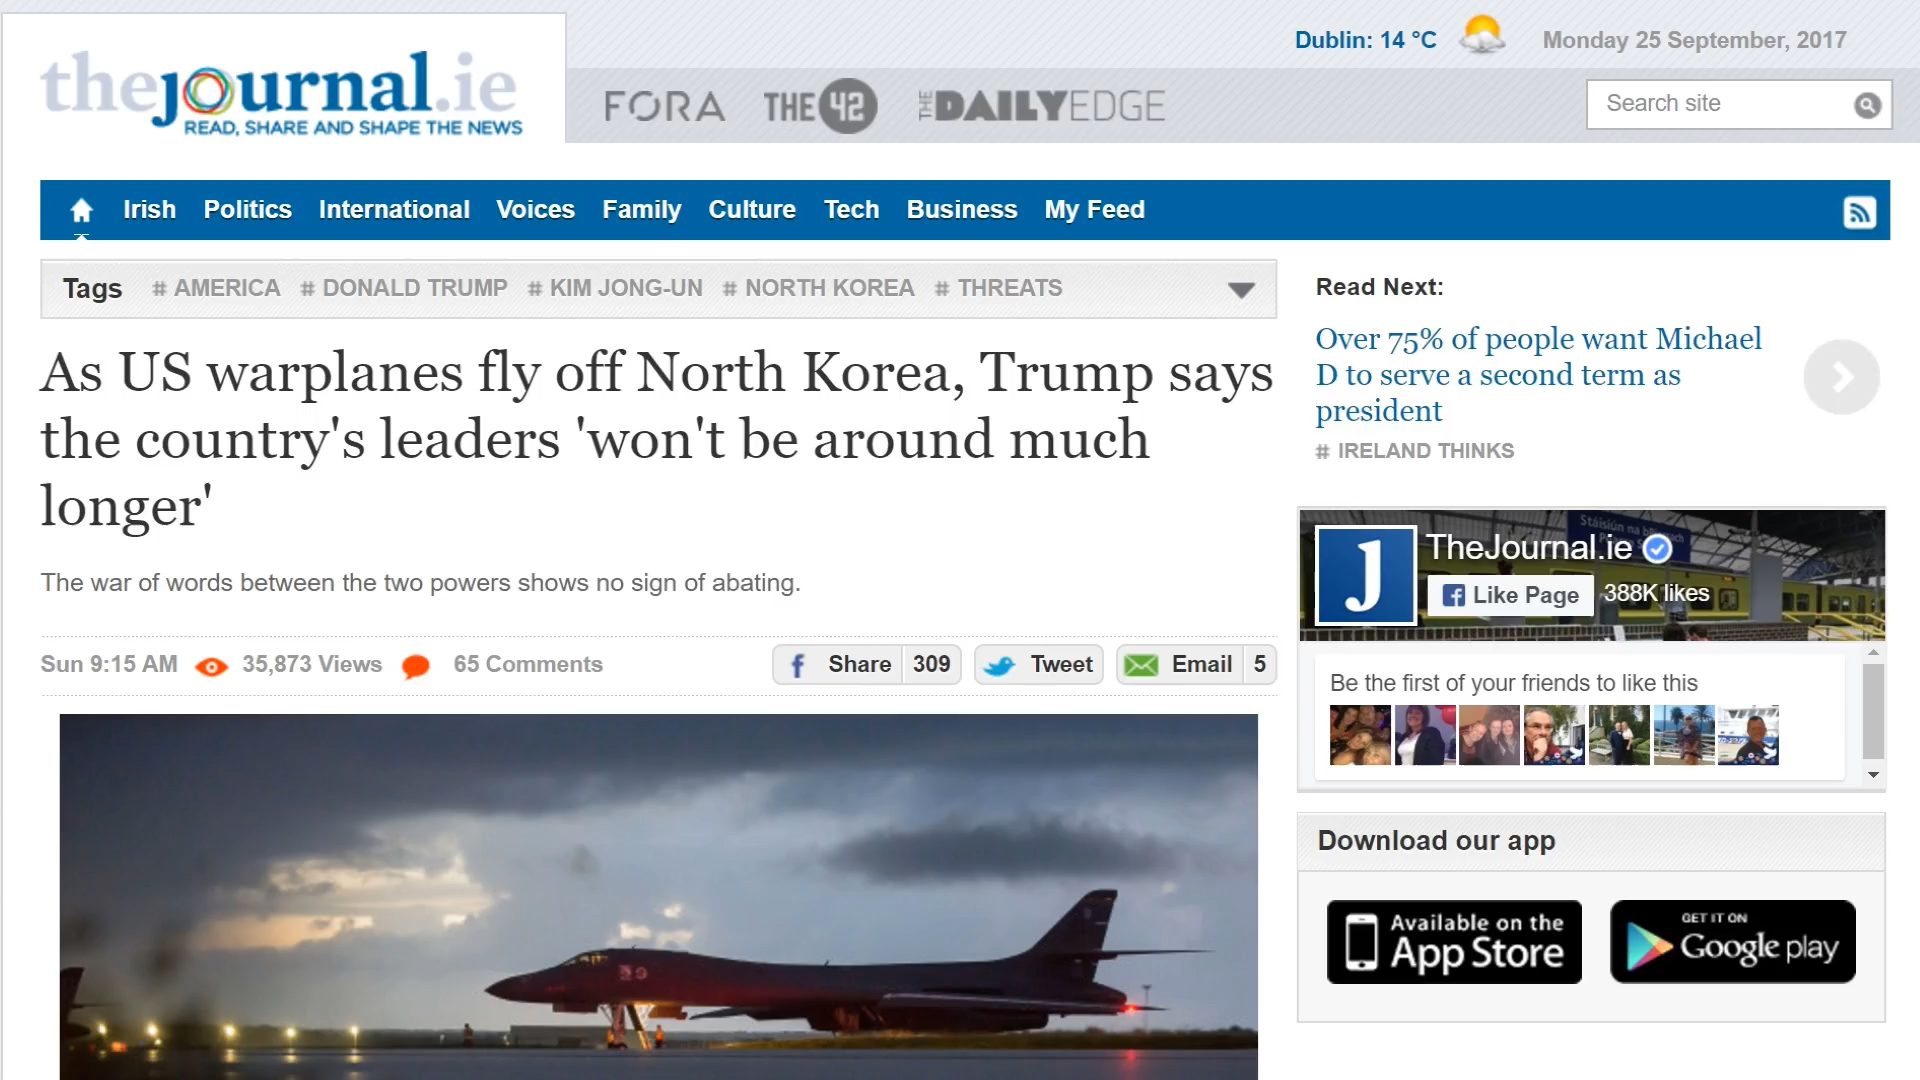 Dublin: 14 °C
Monday 25 September, 2017
thejournal.ie
READ, SHARE AND SHAPE THE NEWS
FORA
THE 42
THE DAILYEDGE
Search site
Irish Politics International Voices Family Culture Tech Business My Feed
Tags # AMERICA # DONALD TRUMP # KIM JONG-UN # NORTH KOREA # THREATS
As US warplanes fly off North Korea, Trump says
the country's leaders 'won't be around much
longer'
The war of words between the two powers shows no sign of abating.
Sun 9:15 AM 35,873 Views 65 Comments
f Share 309 Tweet Email 5
Read Next:
Over 75% of people want Michael
D to serve a second term as
president
# IRELAND THINKS
Stáisiún na
J
TheJournal.ie
f Like Page 388K likes
Be the first of your friends to like this
Download our app
Available on the
App Store
GET IT ON
Google play